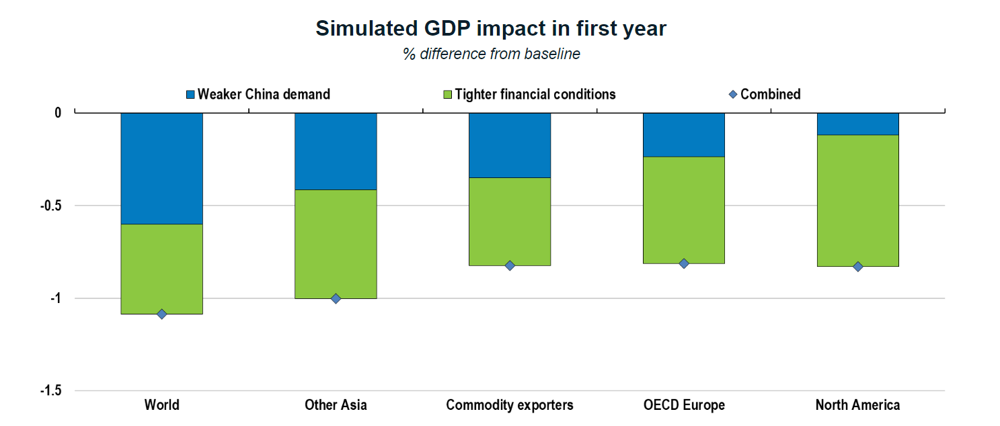 Simulated GDP impact in first year
% difference from baseline
Weaker China demand Tighter financial conditions Combined
0
-0.5
-1
-1.5
World Other Asia Commodity exporters OECD Europe North America